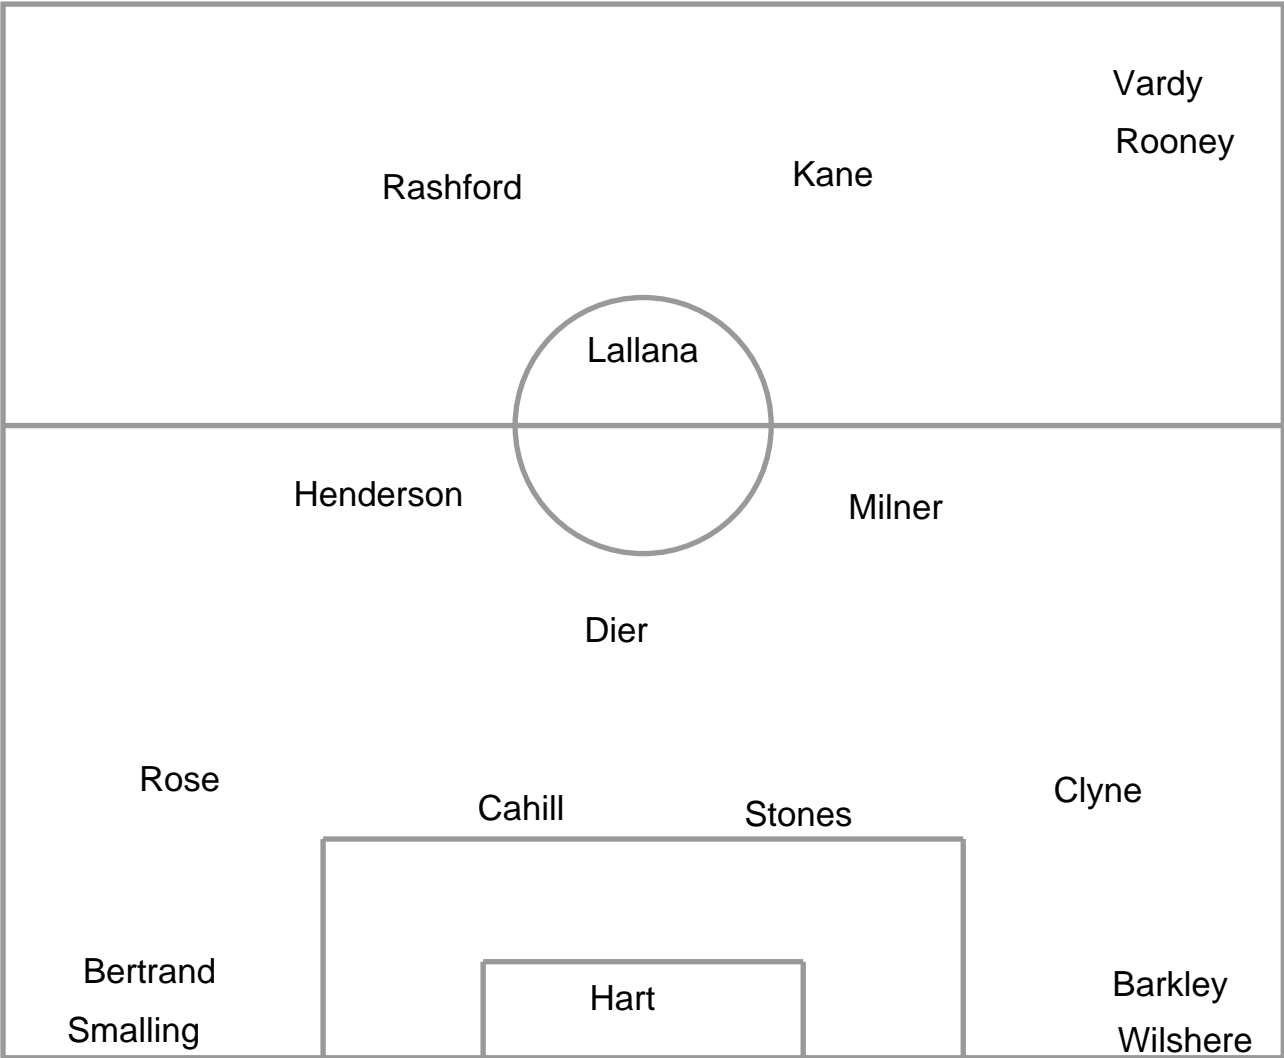 Vardy
Rooney
Rashford
Kane
Lallana
Henderson
Milner
Dier
Rose
Cahill
Stones
Clyne
Bertrand
Smalling
Hart
Barkley
Wilshere